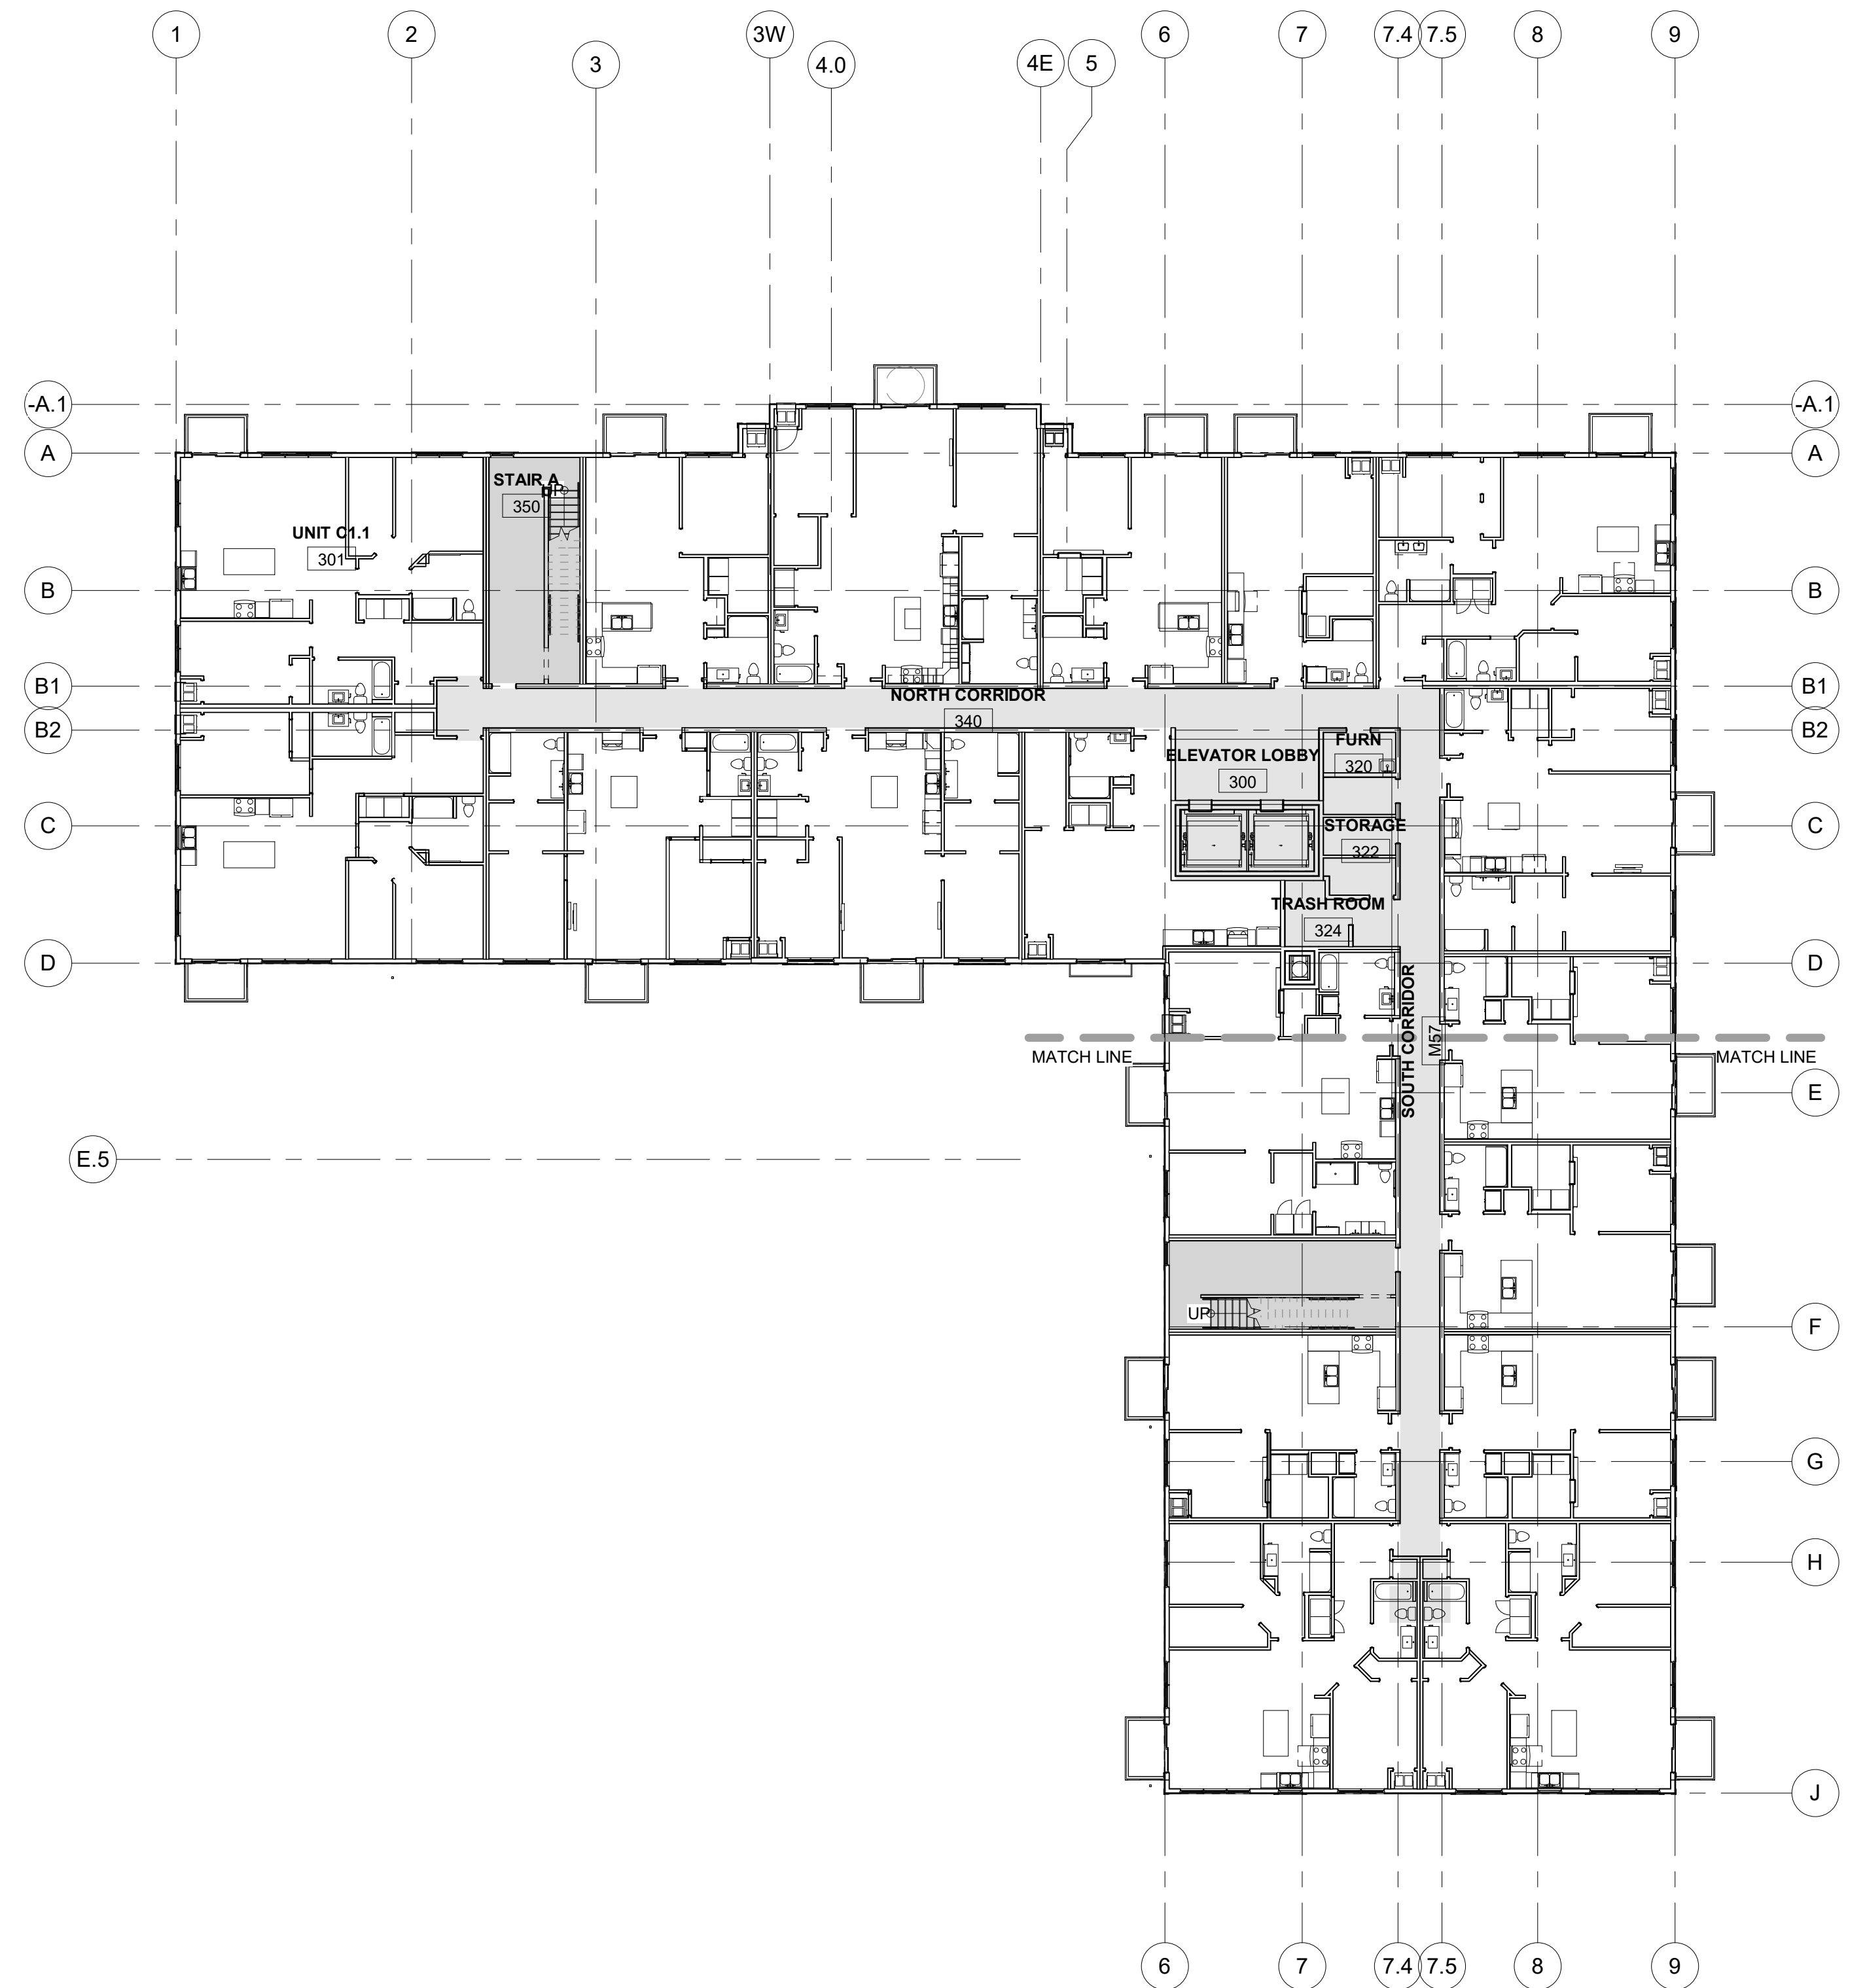 1
2
3
3W
4.0
4E
5
6
7
7.4
7.5
8
9
-A.1
-A.1
A
A
STAIR A
UP
350
UNIT C1.1
301
B
B
B1
B1
NORTH CORRIDOR
340
B2
B2
FURN
320
ELEVATOR LOBBY
300
C
C
STORAGE
322
TRASH ROOM
324
D
D
SOUTH CORRIDOR
M57
MATCH LINE
MATCH LINE
E
E.5
UP
F
G
H
J
6
7
7.4
7.5
8
9